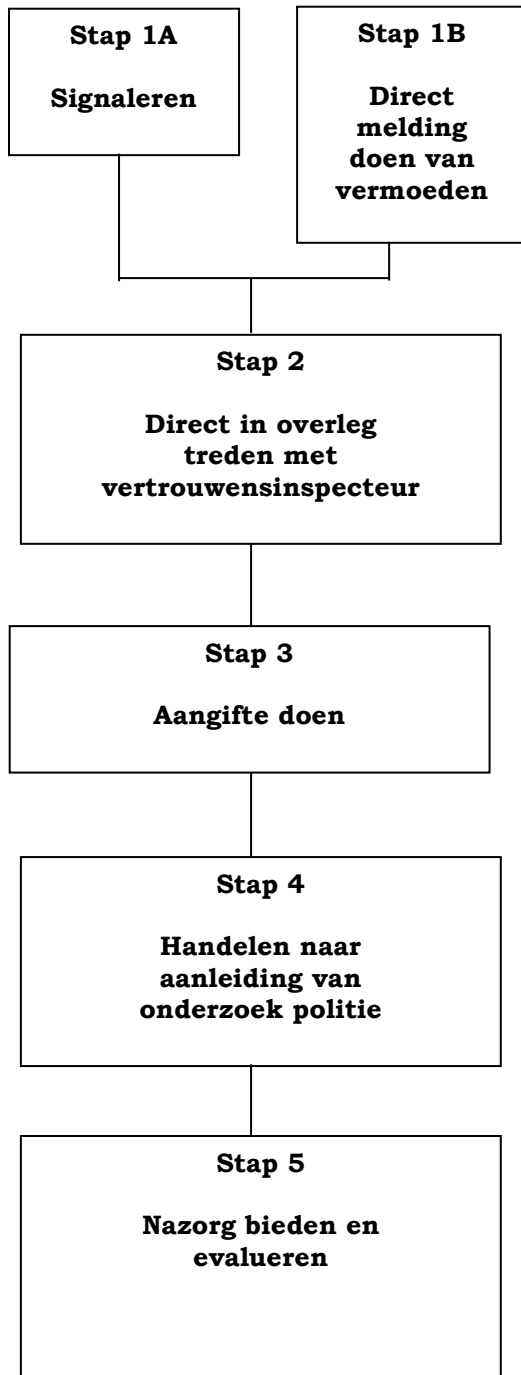 Stap 1A
Signaleren
Stap 1B
Direct
melding
doen van
vermoeden
Stap 2
Direct in overleg
treden met
vertrouwensinspecteur
Stap 3
Aangifte doen
Stap 4
Handelen naar
aanleiding van
onderzoek politie
Stap 5
Nazorg bieden en
evalueren